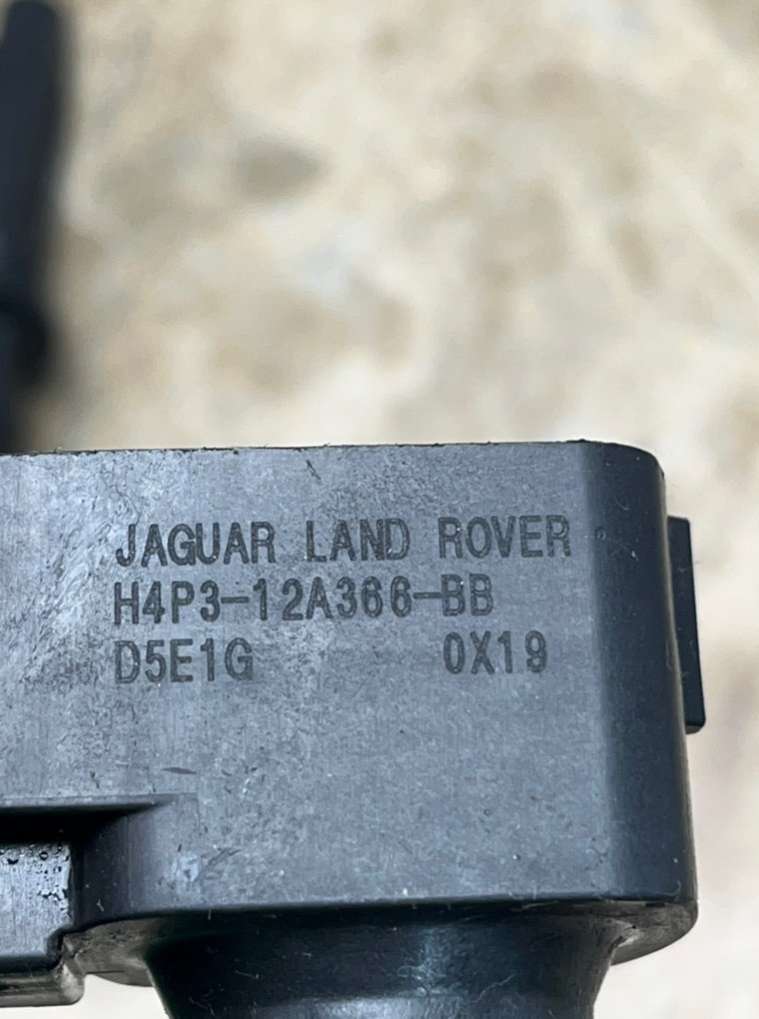 JAGUAR LAND ROVER
H4P3-12A366-BB
D5E1G 0X19